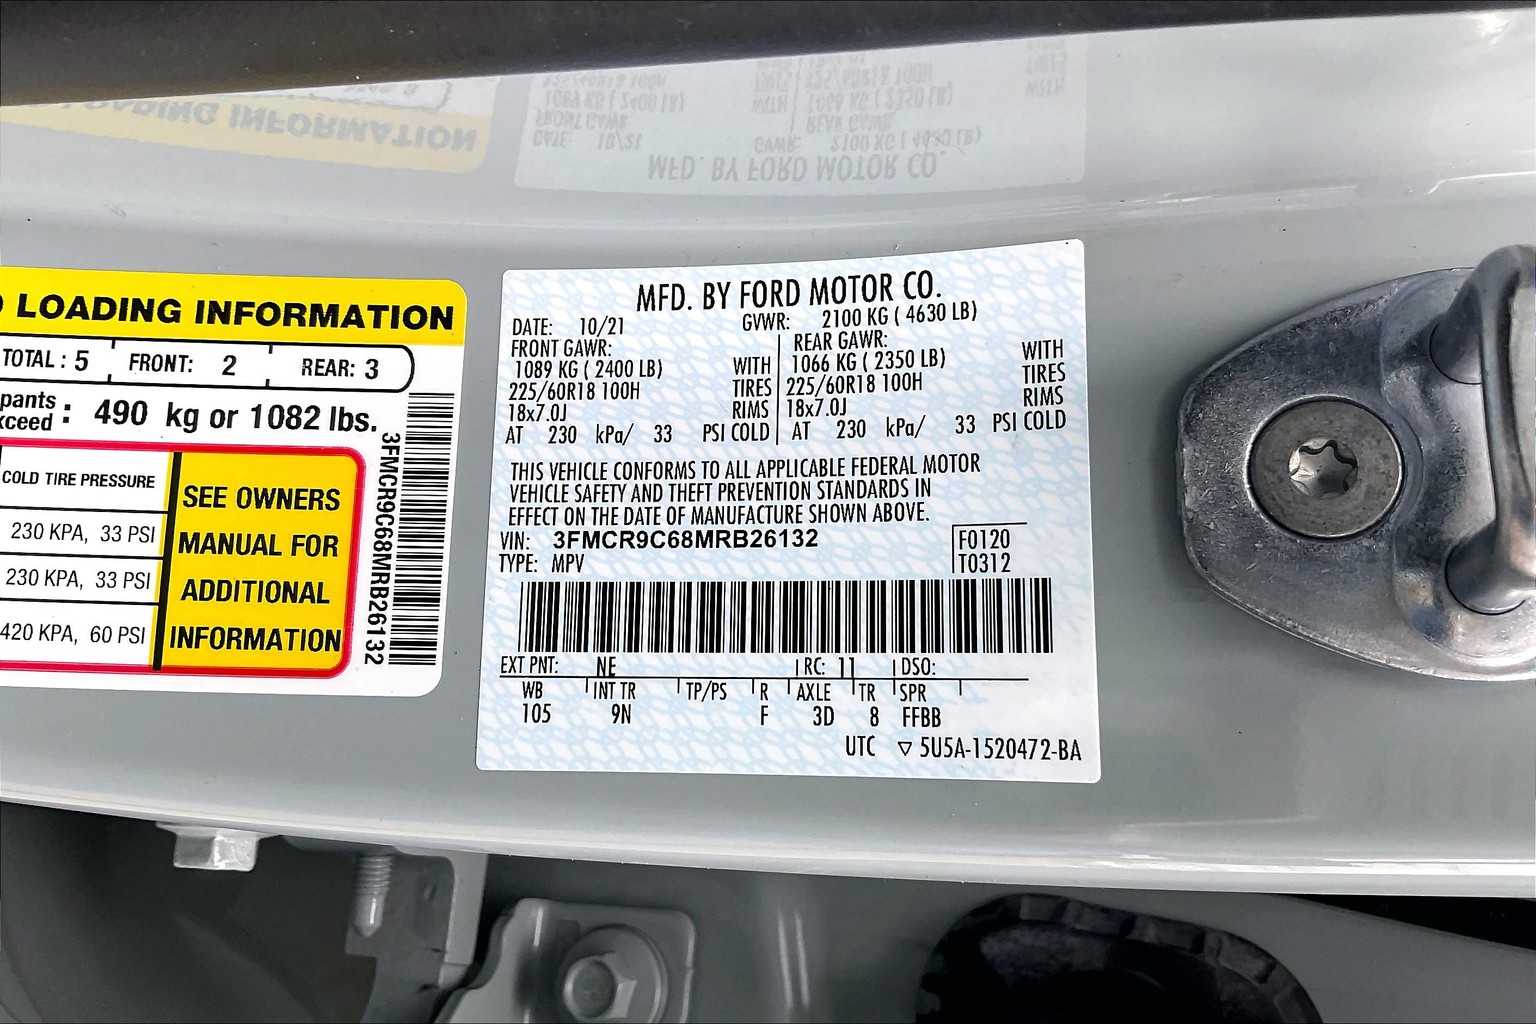 LOADING INFORMATION
TOTAL : 5 FRONT: 2 REAR: 3
pants
xceed : 490 kg or 1082 lbs.
COLD TIRE PRESSURE
230 KPA, 33 PSI
230 KPA, 33 PSI
420 KPA, 60 PSI
SEE OWNERS
MANUAL FOR
ADDITIONAL
INFORMATION
3FMCR9C68MRB26132
MFD. BY FORD MOTOR CO.
DATE: 10/21 GVWR: 2100 KG ( 4630 LB)
FRONT GAWR: REAR GAWR:
1089 KG ( 2400 LB) WITH 1066 KG ( 2350 LB) WITH
225/60R18 100H TIRES 225/60R18 100H TIRES
18x7.0J RIMS 18x7.0J RIMS
AT 230 kPa/ 33 PSI COLD AT 230 kPa/ 33 PSI COLD
THIS VEHICLE CONFORMS TO ALL APPLICABLE FEDERAL MOTOR
VEHICLE SAFETY AND THEFT PREVENTION STANDARDS IN
EFFECT ON THE DATE OF MANUFACTURE SHOWN ABOVE.
VIN: 3FMCR9C68MRB26132 F0120
TYPE: MPV T0312
EXT PNT: NE RC: 11 DSO:
WB INT TR TP/PS R AXLE TR SPR
105 9N F 3D 8 FFBB
UTC ▽ 5U5A-1520472-BA